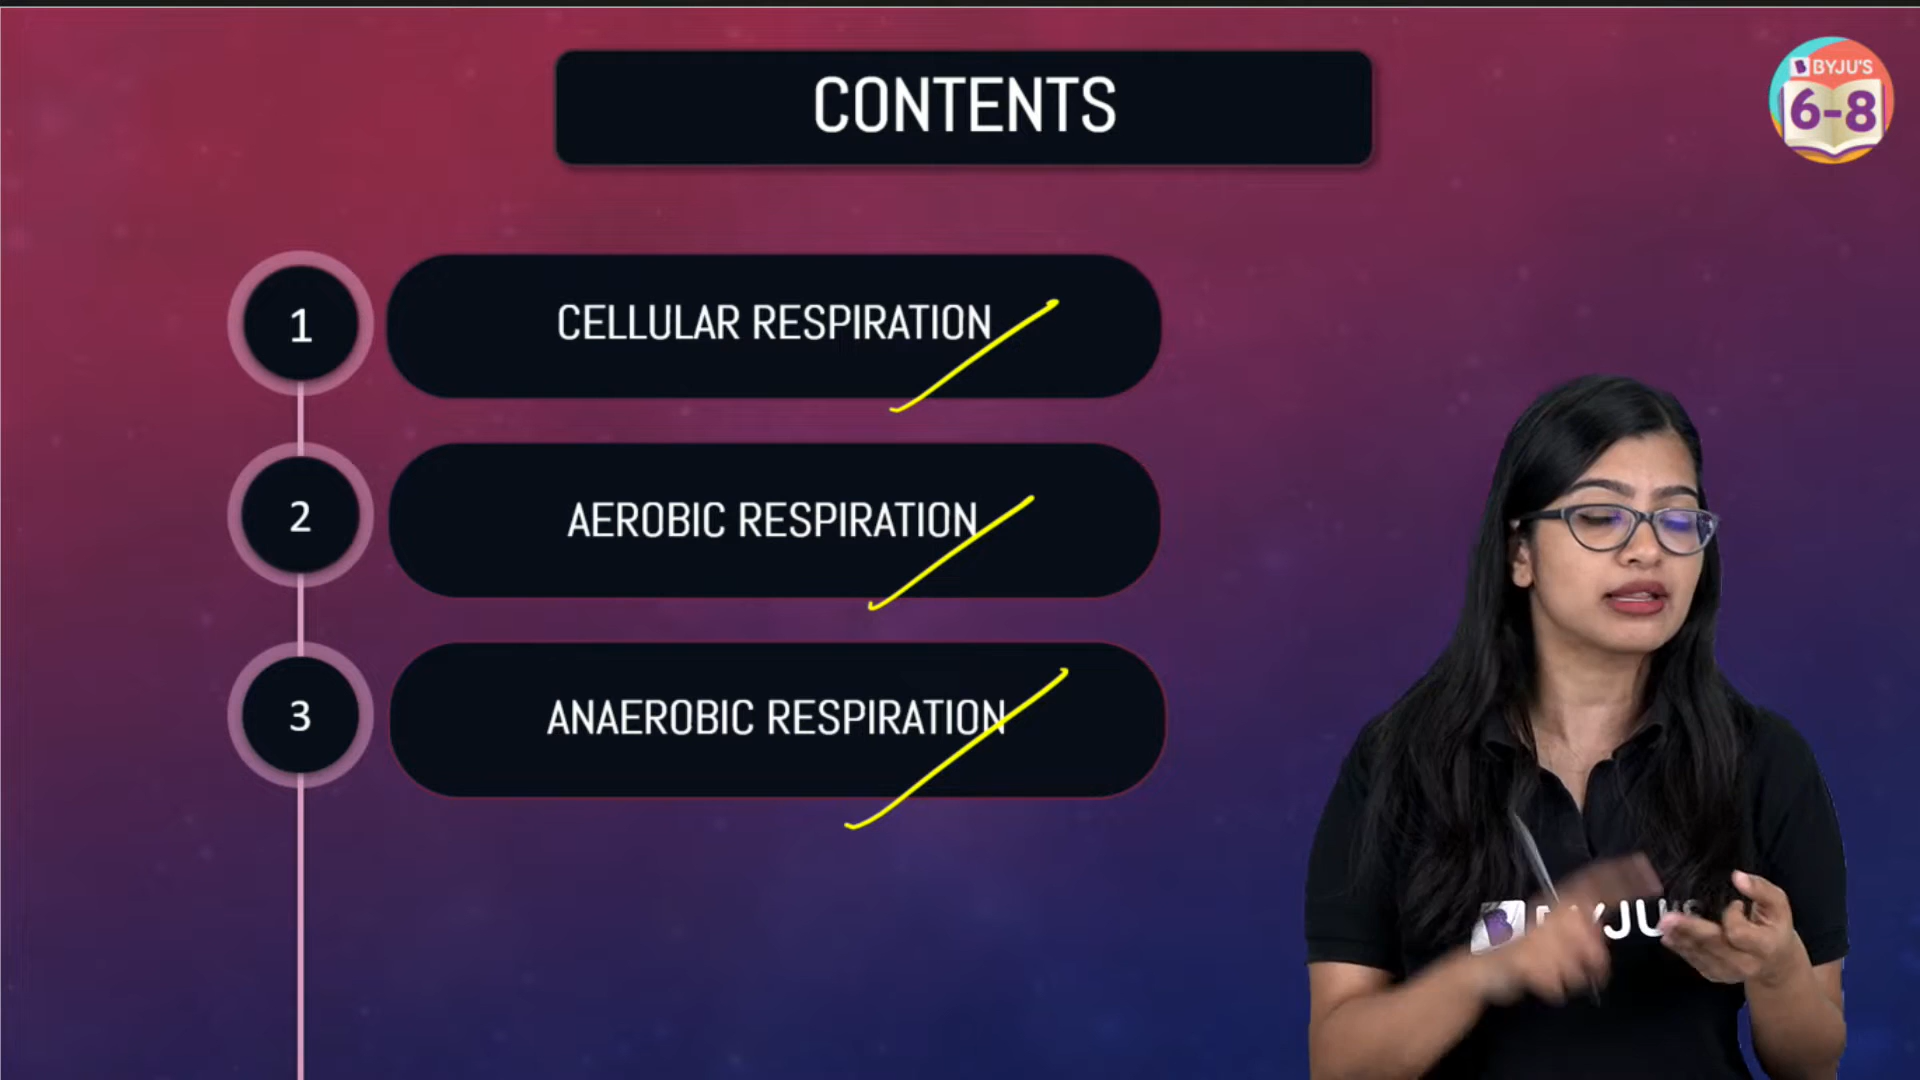 CONTENTS
BYJU'S
6-8
1
CELLULAR RESPIRATION
2
AEROBIC RESPIRATION
3
ANAEROBIC RESPIRATION